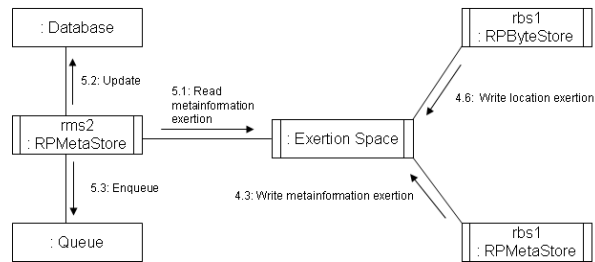 : Database
rbs1
: RPByteStore
5.2: Update
5.1: Read
metainformation
exertion
4.6: Write location exertion
rms2
: RPMetaStore
: Exertion Space
5.3: Enqueue
4.3: Write metainformation exertion
: Queue
rbs1
: RPMetaStore